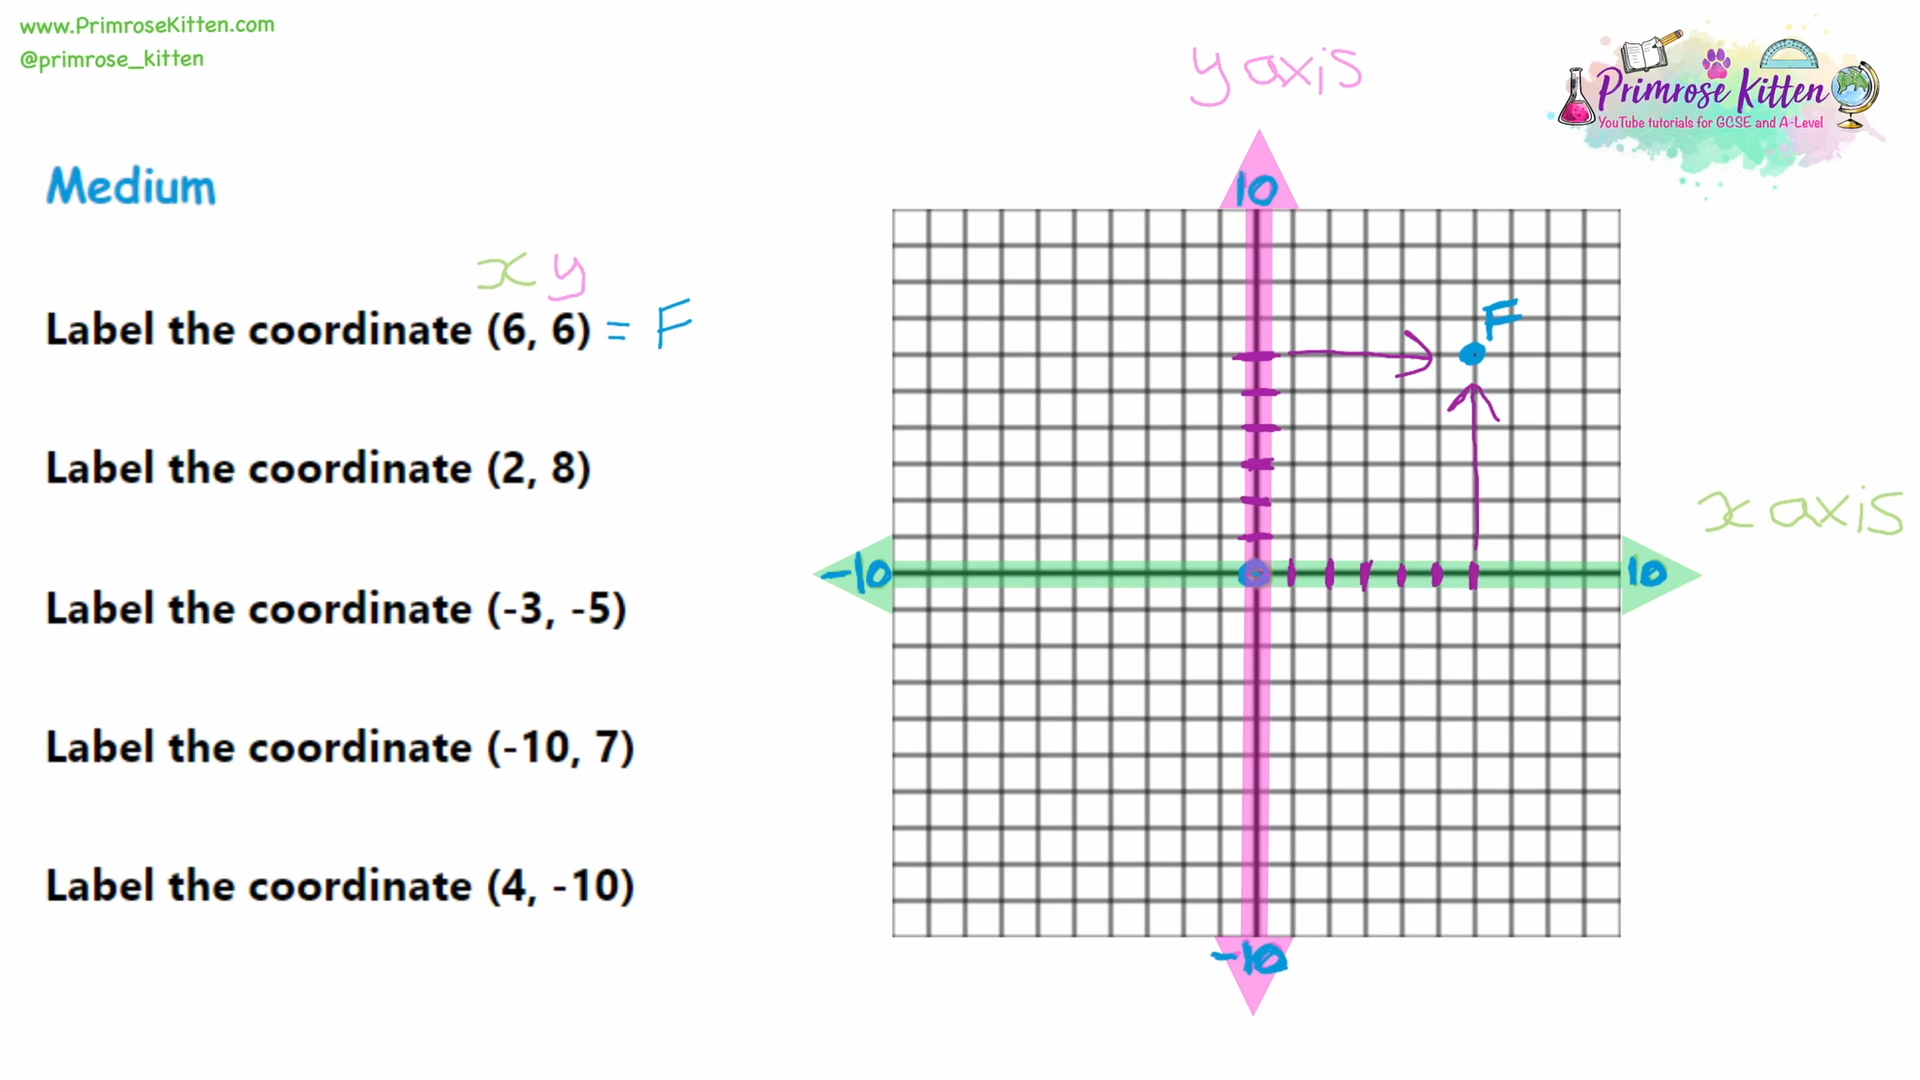 www.PrimroseKitten.com
@primrose_kitten
y axis
Primrose Kitten
YouTube tutorials for GCSE and A-Level
Medium
10
x y
Label the coordinate (6, 6) = F
F
Label the coordinate (2, 8)
x axis
-10
10
Label the coordinate (-3, -5)
Label the coordinate (-10, 7)
Label the coordinate (4, -10)
-10